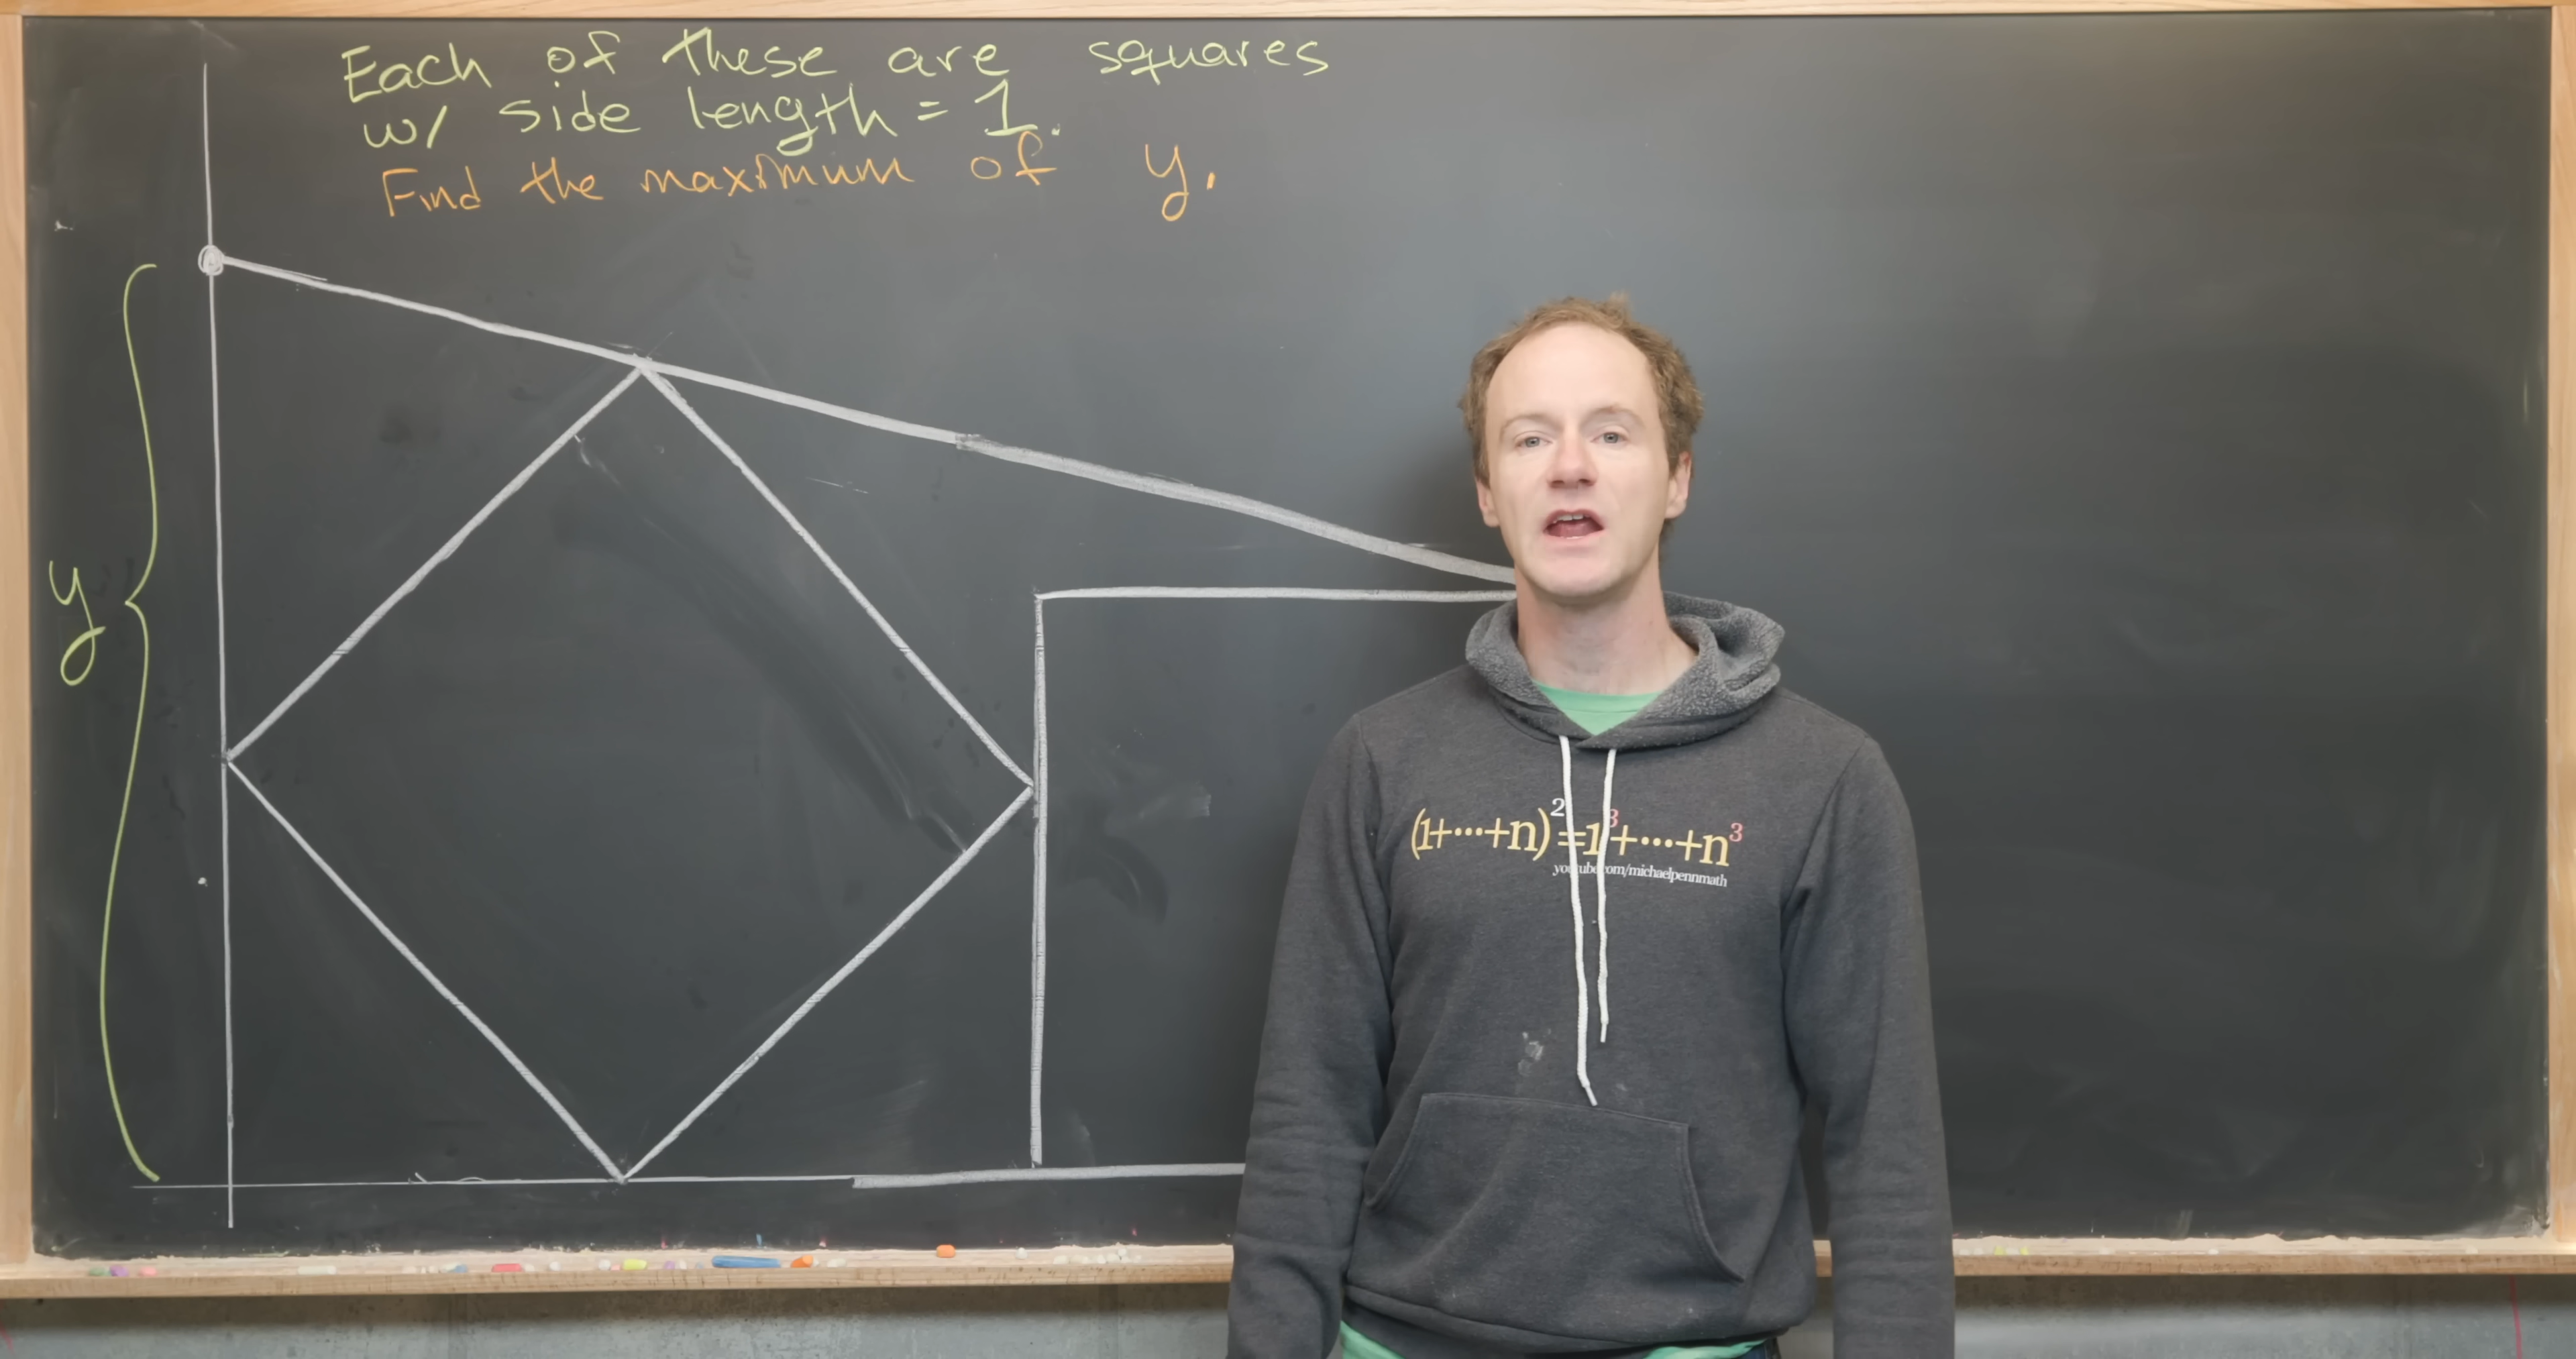 Each of these are squares
w/ side length = 1.
Find the maximum of y.
y
(1+···+n)²=1³+···+n³
youtube.com/michaelpennmath